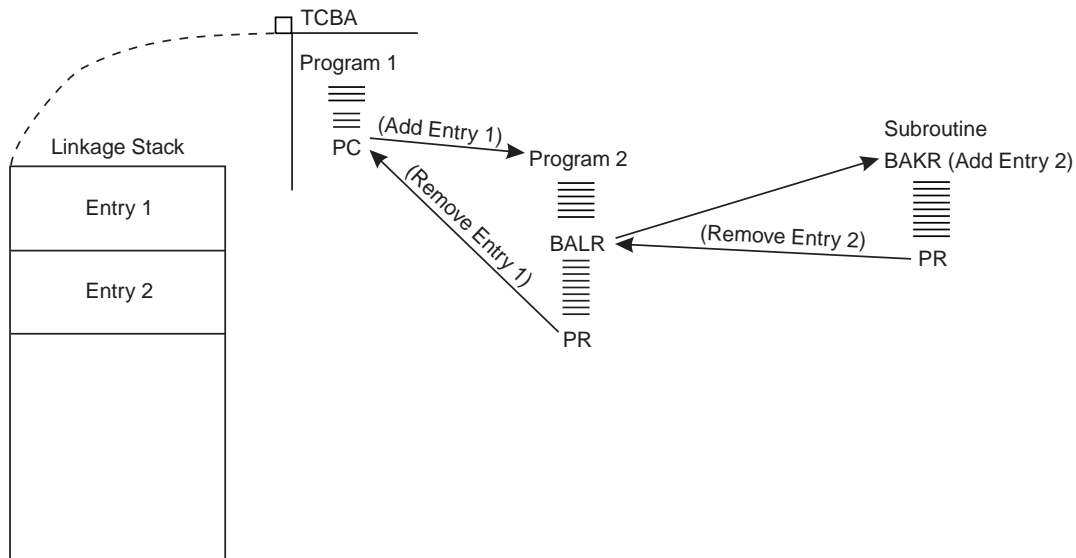 TCBA
Program 1
(Add Entry 1)
PC
Linkage Stack
Entry 1
Entry 2
(Remove Entry 1)
Program 2
BALR
PR
Subroutine
BAKR (Add Entry 2)
(Remove Entry 2)
PR